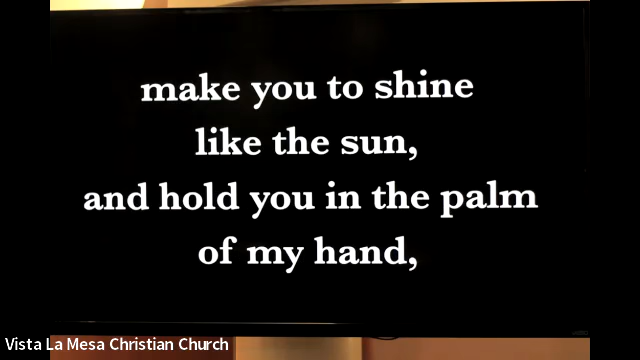 make you to shine
like the sun,
and hold you in the palm
of my hand,
Vista La Mesa Christian Church